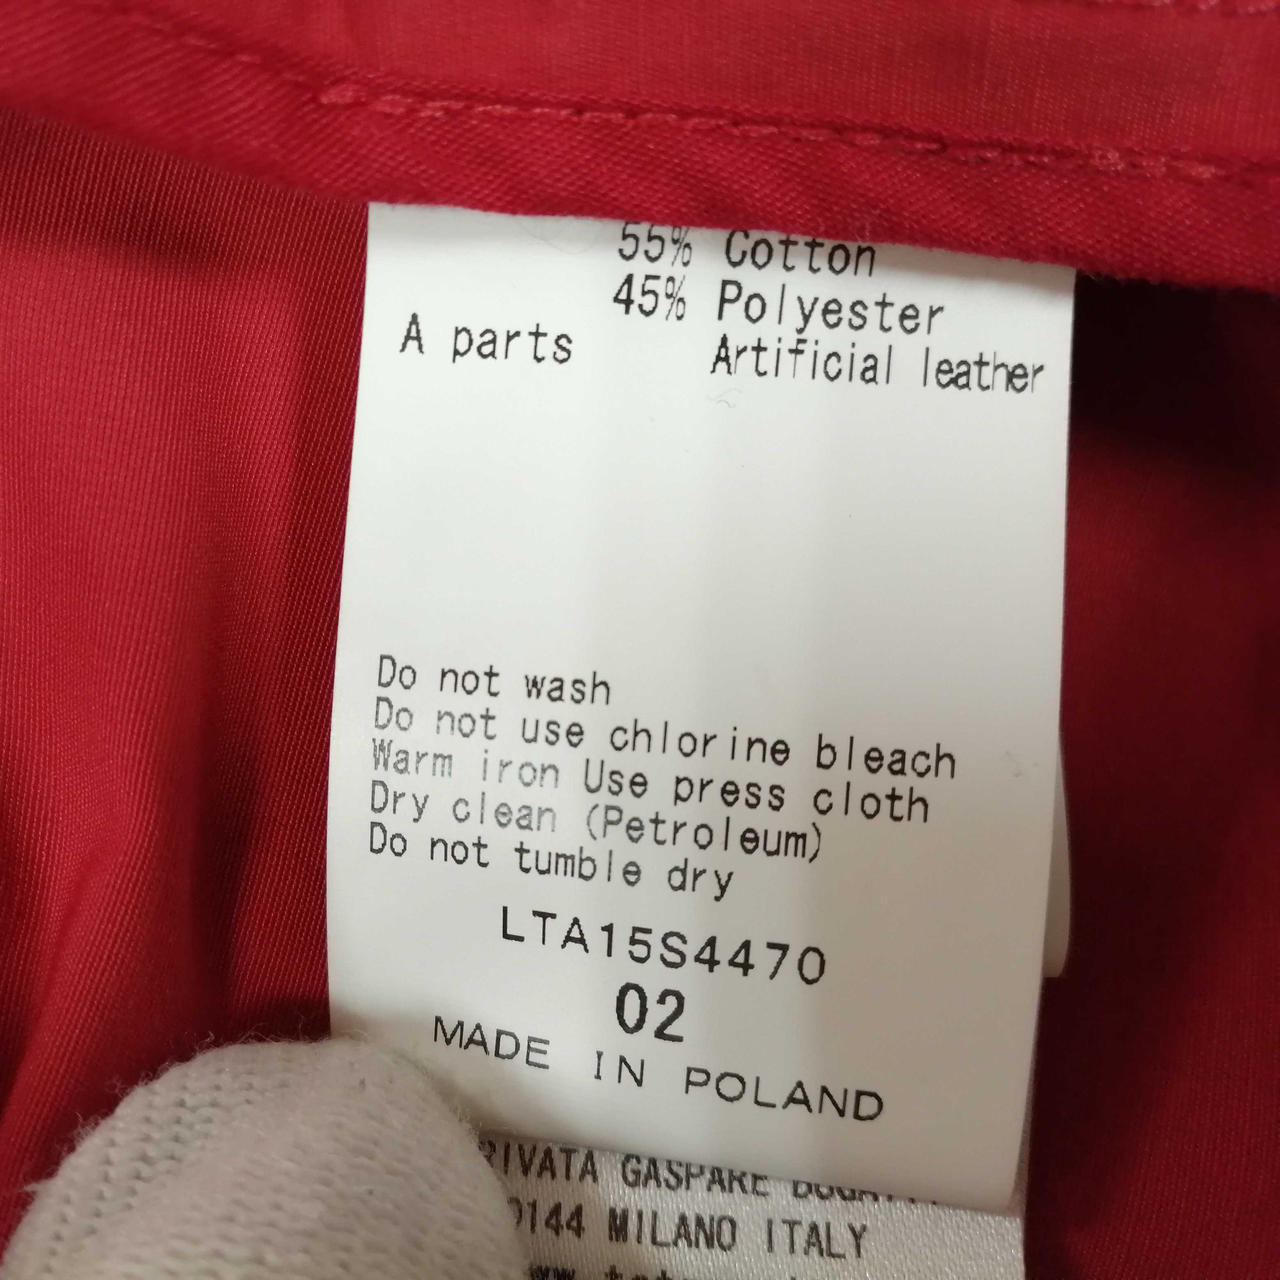 55% Cotton
45% Polyester
A parts Artificial leather
Do not wash
Do not use chlorine bleach
Warm iron Use press cloth
Dry clean (Petroleum)
Do not tumble dry
LTA15S4470
02
MADE IN POLAND
GASPARE
MILANO ITALY